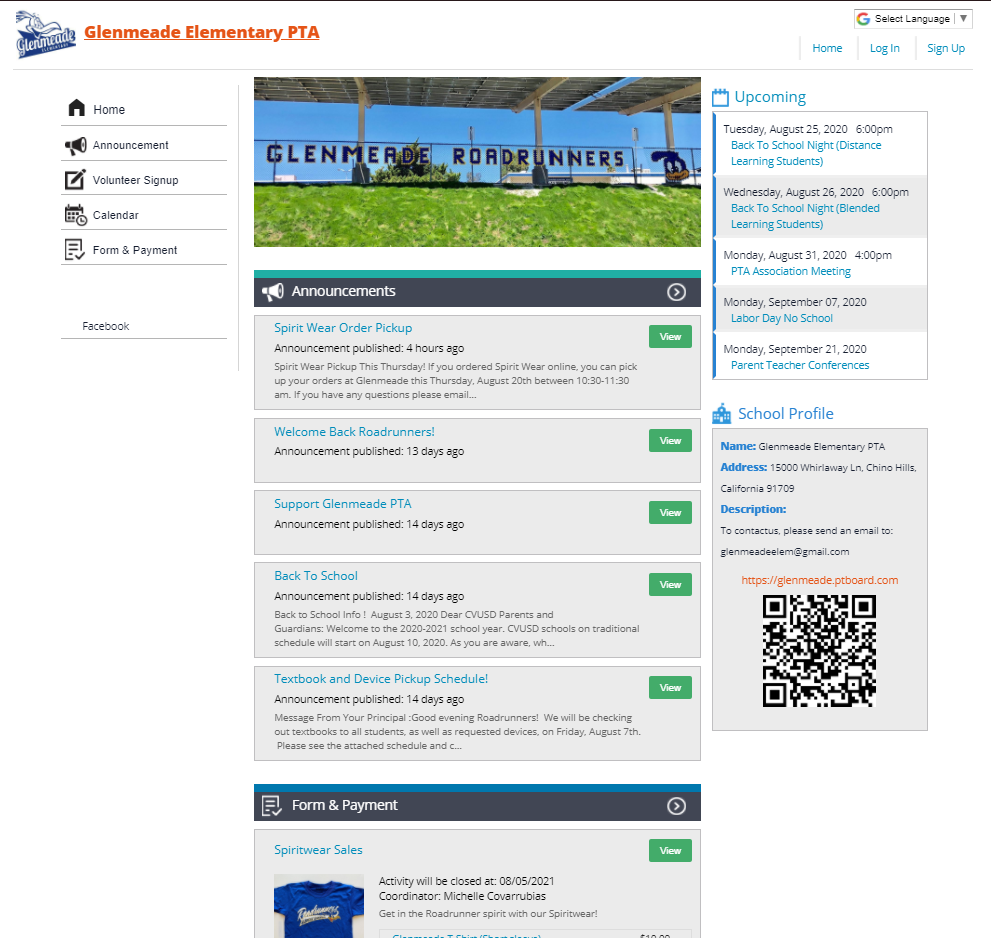 Glenmeade
ELEMENTARY
Glenmeade Elementary PTA
Select Language ▼
Home
Log In
Sign Up
Home
Announcement
Volunteer Signup
Calendar
Form & Payment
Facebook
GLENMEADE ROADRUNNERS
Announcements
Spirit Wear Order Pickup
View
Announcement published: 4 hours ago
Spirit Wear Pickup This Thursday! If you ordered Spirit Wear online, you can pick
up your orders at Glenmeade this Thursday, August 20th between 10:30-11:30
am. If you have any questions please email...
Welcome Back Roadrunners!
View
Announcement published: 13 days ago
Support Glenmeade PTA
View
Announcement published: 14 days ago
Back To School
View
Announcement published: 14 days ago
Back to School Info ! August 3, 2020 Dear CVUSD Parents and
Guardians: Welcome to the 2020-2021 school year. CVUSD schools on traditional
schedule will start on August 10, 2020. As you are aware, wh...
Textbook and Device Pickup Schedule!
View
Announcement published: 14 days ago
Message From Your Principal :Good evening Roadrunners! We will be checking
out textbooks to all students, as well as requested devices, on Friday, August 7th.
Please see the attached schedule and c...
Form & Payment
Spiritwear Sales
View
Roadrunners
Activity will be closed at: 08/05/2021
Coordinator: Michelle Covarrubias
Get in the Roadrunner spirit with our Spiritwear!
Glenmeade T-Shirt (Shortsleeve)
$10.00
Upcoming
Tuesday, August 25, 2020 6:00pm
Back To School Night (Distance
Learning Students)
Wednesday, August 26, 2020 6:00pm
Back To School Night (Blended
Learning Students)
Monday, August 31, 2020 4:00pm
PTA Association Meeting
Monday, September 07, 2020
Labor Day No School
Monday, September 21, 2020
Parent Teacher Conferences
School Profile
Name: Glenmeade Elementary PTA
Address: 15000 Whirlaway Ln, Chino Hills,
California 91709
Description:
To contactus, please send an email to:
glenmeadeelem@gmail.com
https://glenmeade.ptboard.com